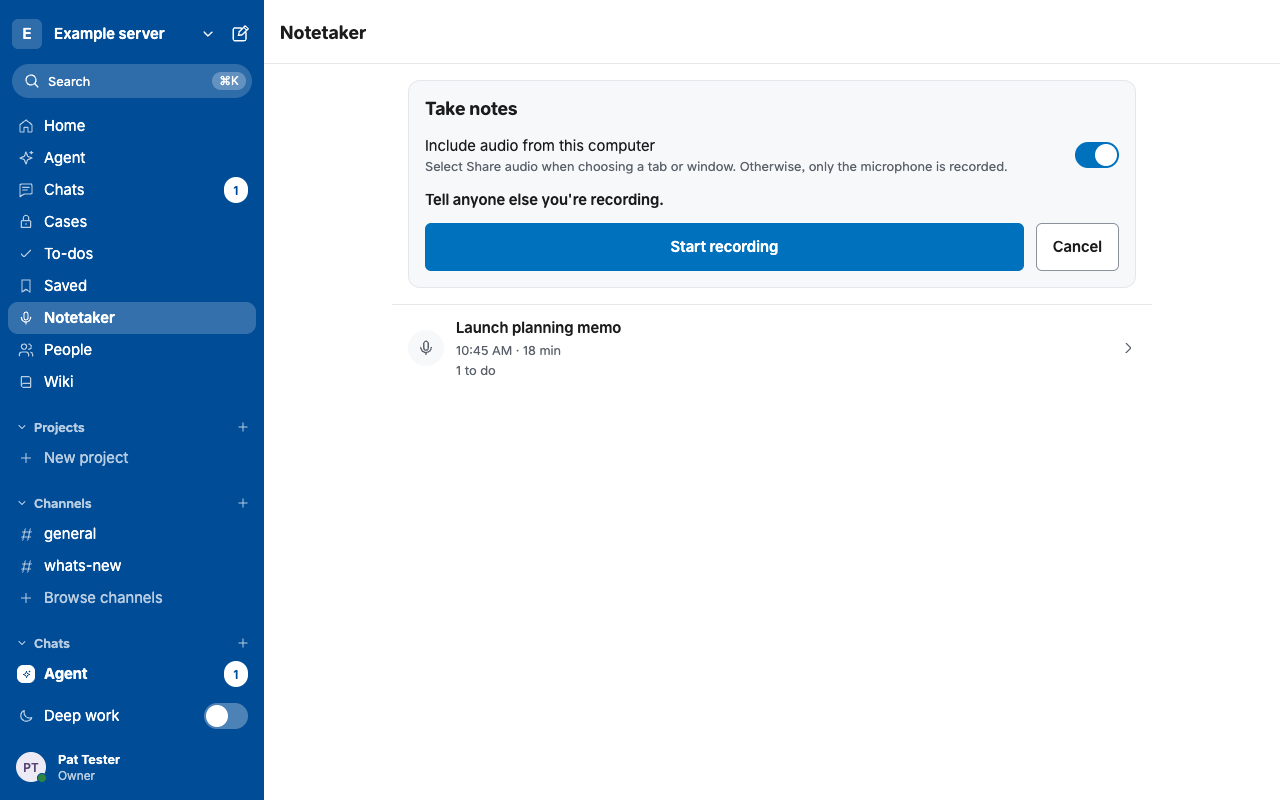 E Example server
Search ⌘K
Home
Agent
Chats 1
Cases
To-dos
Saved
Notetaker
People
Wiki
Projects
New project
Channels
# general
# whats-new
Browse channels
Chats
Agent 1
Deep work
PT Pat Tester
Owner
Notetaker
Take notes
Include audio from this computer
Select Share audio when choosing a tab or window. Otherwise, only the microphone is recorded.
Tell anyone else you're recording.
Start recording Cancel
Launch planning memo
10:45 AM · 18 min
1 to do